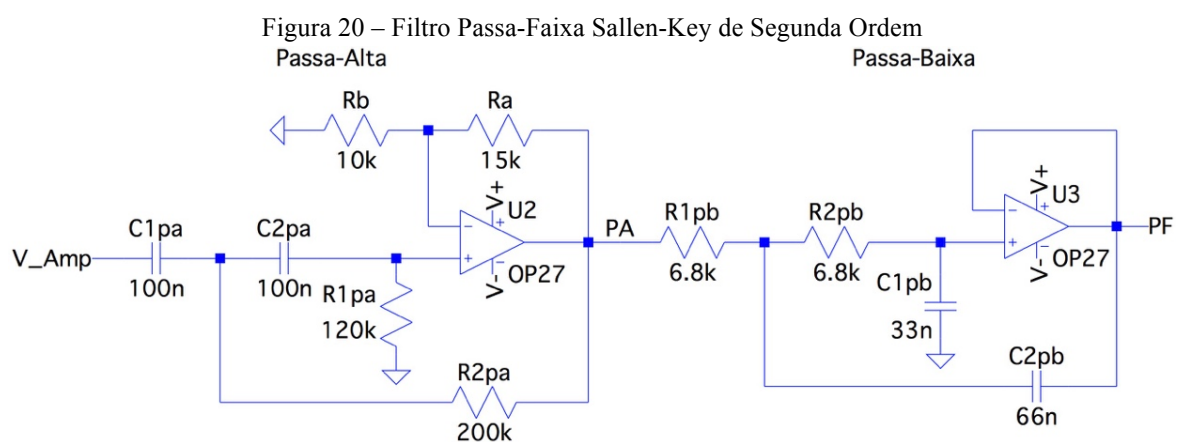 Figura 20 – Filtro Passa-Faixa Sallen-Key de Segunda Ordem
Passa-Alta
Passa-Baixa
Rb
Ra
10k
15k
V+
U2
V-
OP27
C1pa
C2pa
V_Amp
100n
100n
R1pa
120k
R2pa
200k
PA
R1pb
R2pb
6.8k
6.8k
C1pb
33n
V+
U3
PF
V-
OP27
C2pb
66n